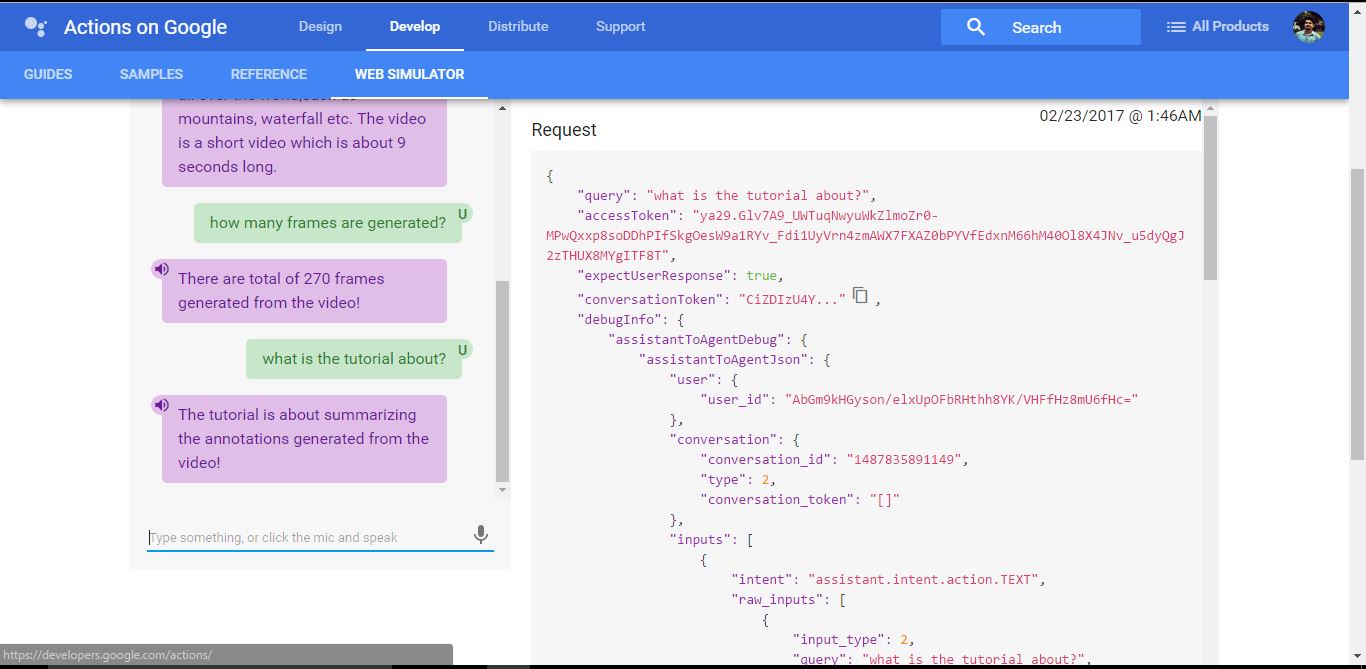 Actions on Google
Design
Develop
Distribute
Support
Search
All Products
GUIDES
SAMPLES
REFERENCE
WEB SIMULATOR
mountains, waterfall etc. The video
is a short video which is about 9
seconds long.
how many frames are generated?
U
There are total of 270 frames
generated from the video!
what is the tutorial about?
U
The tutorial is about summarizing
the annotations generated from the
video!
Type something, or click the mic and speak
02/23/2017 @ 1:46AM
Request
{
"query": "what is the tutorial about?",
"accessToken": "ya29.Glv7A9_UWTuqNwyuWkZlmoZr0-
MPwQxxp8soDDhPIfSkgOesW9a1RYv_Fdi1UyVrn4zmAWX7FXAZ0bPYVfEdxnM66hM40Ol8X4JNv_u5dyQgJ
2zTHUX8MYgITF8T",
"expectUserResponse": true,
"conversationToken": "CiZDIzU4Y..." ,
"debugInfo": {
"assistantToAgentDebug": {
"assistantToAgentJson": {
"user": {
"user_id": "AbGm9kHGyson/elxUpOFbRHthh8YK/VHFfHz8mU6fHc="
},
"conversation": {
"conversation_id": "1487835891149",
"type": 2,
"conversation_token": "[]"
},
"inputs": [
{
"intent": "assistant.intent.action.TEXT",
"raw_inputs": [
{
"input_type": 2,
"query": "what is the tutorial about?",
https://developers.google.com/actions/